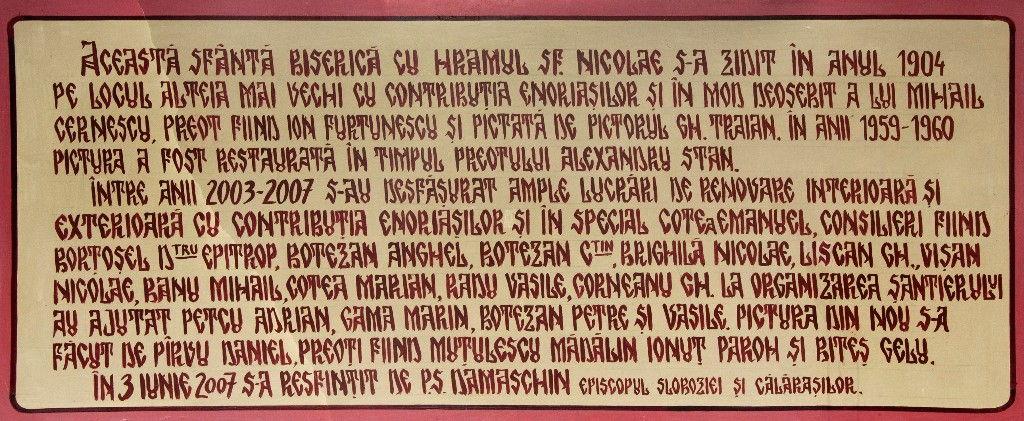 ACEASTĂ SFÂNTĂ BISERICĂ CU HRAMUL SF. NICOLAE S-A ZIDIT ÎN ANUL 1904
PE LOCUL ALTEIA MAI VECHI CU CONTRIBUȚIA ENORIAȘILOR ȘI ÎN MOD DEOSEBIT A LUI MIHAIL
CERNESCU, PREOT FIIND ION FURTUNESCU ȘI PICTATĂ DE PICTORUL GH. TRAIAN. ÎN ANII 1959-1960
PICTURA A FOST RESTAURATĂ ÎN TIMPUL PREOTULUI ALEXANDRU STAN.
ÎNTRE ANII 2003-2007 S-AU DESFĂȘURAT AMPLE LUCRĂRI DE RENOVARE INTERIOARĂ ȘI
EXTERIOARĂ CU CONTRIBUȚIA ENORIAȘILOR ȘI ÎN SPECIAL COTEA EMANUEL, CONSILIERI FIIND
BORȚOȘEL DTRU EPITROP, BOTEZAN ANGHEL, BOTEZAN CTIN, BRIGHILĂ NICOLAE, LISCAN GH., VIȘAN
NICOLAE, BANU MIHAIL, COTEA MARIAN, RADU VASILE, CORNEANU GH. LA ORGANIZAREA ȘANTIERULUI
AU AJUTAT PETCU ADRIAN, GAMA MARIN, BOTEZAN PETRE ȘI VASILE. PICTURA DIN NOU S-A
FĂCUT DE PÎRVU DANIEL, PREOTI FIIND MUTULESCU MĂDĂLIN IONUȚ PAROH ȘI BITEȘ GELU.
ÎN 3 IUNIE 2007 S-A RESFINȚIT DE P.S. DAMASCHIN EPISCOPUL SLOBOZIEI ȘI CĂLĂRAȘILOR.